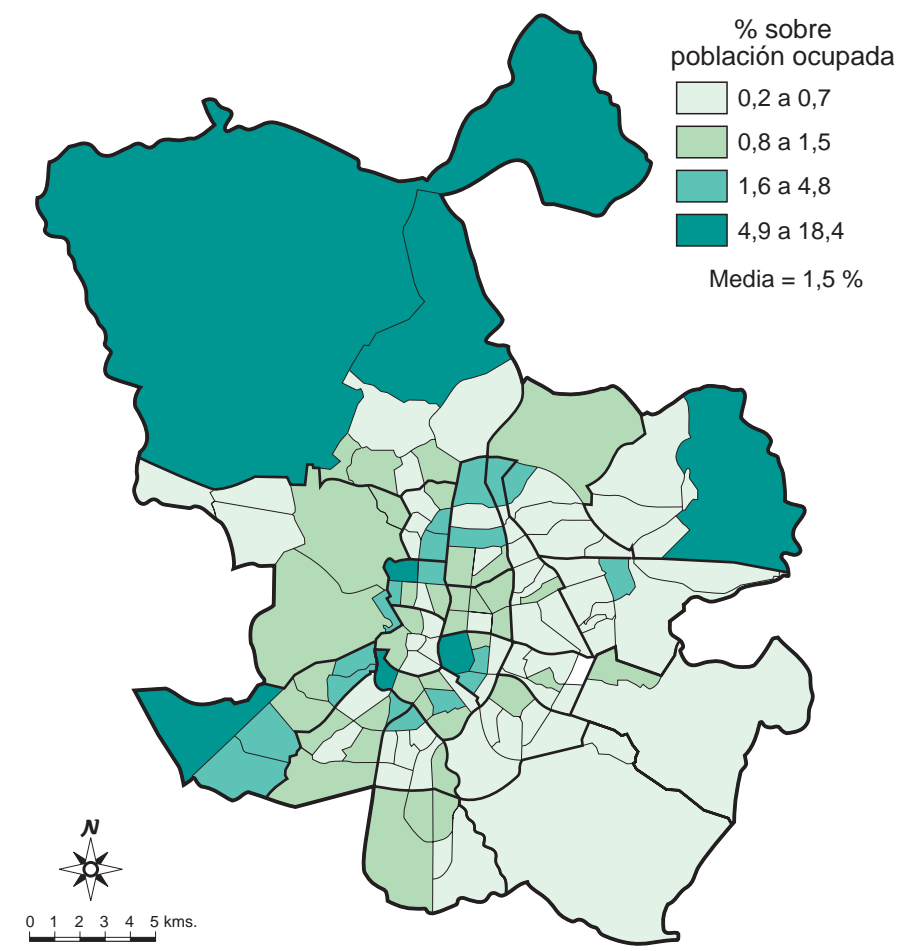 % sobre
población ocupada
0,2 a 0,7
0,8 a 1,5
1,6 a 4,8
4,9 a 18,4
Media = 1,5 %
N
0 1 2 3 4 5 kms.